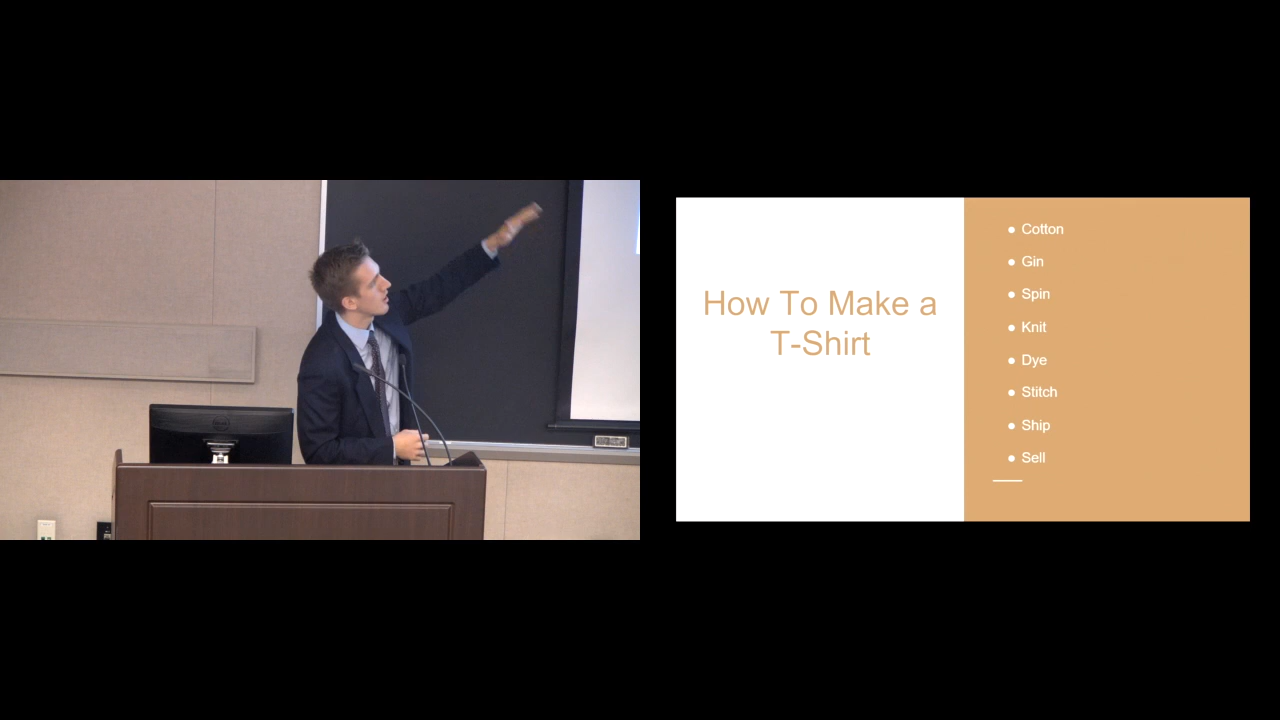 How To Make a
T-Shirt
● Cotton
● Gin
● Spin
● Knit
● Dye
● Stitch
● Ship
● Sell